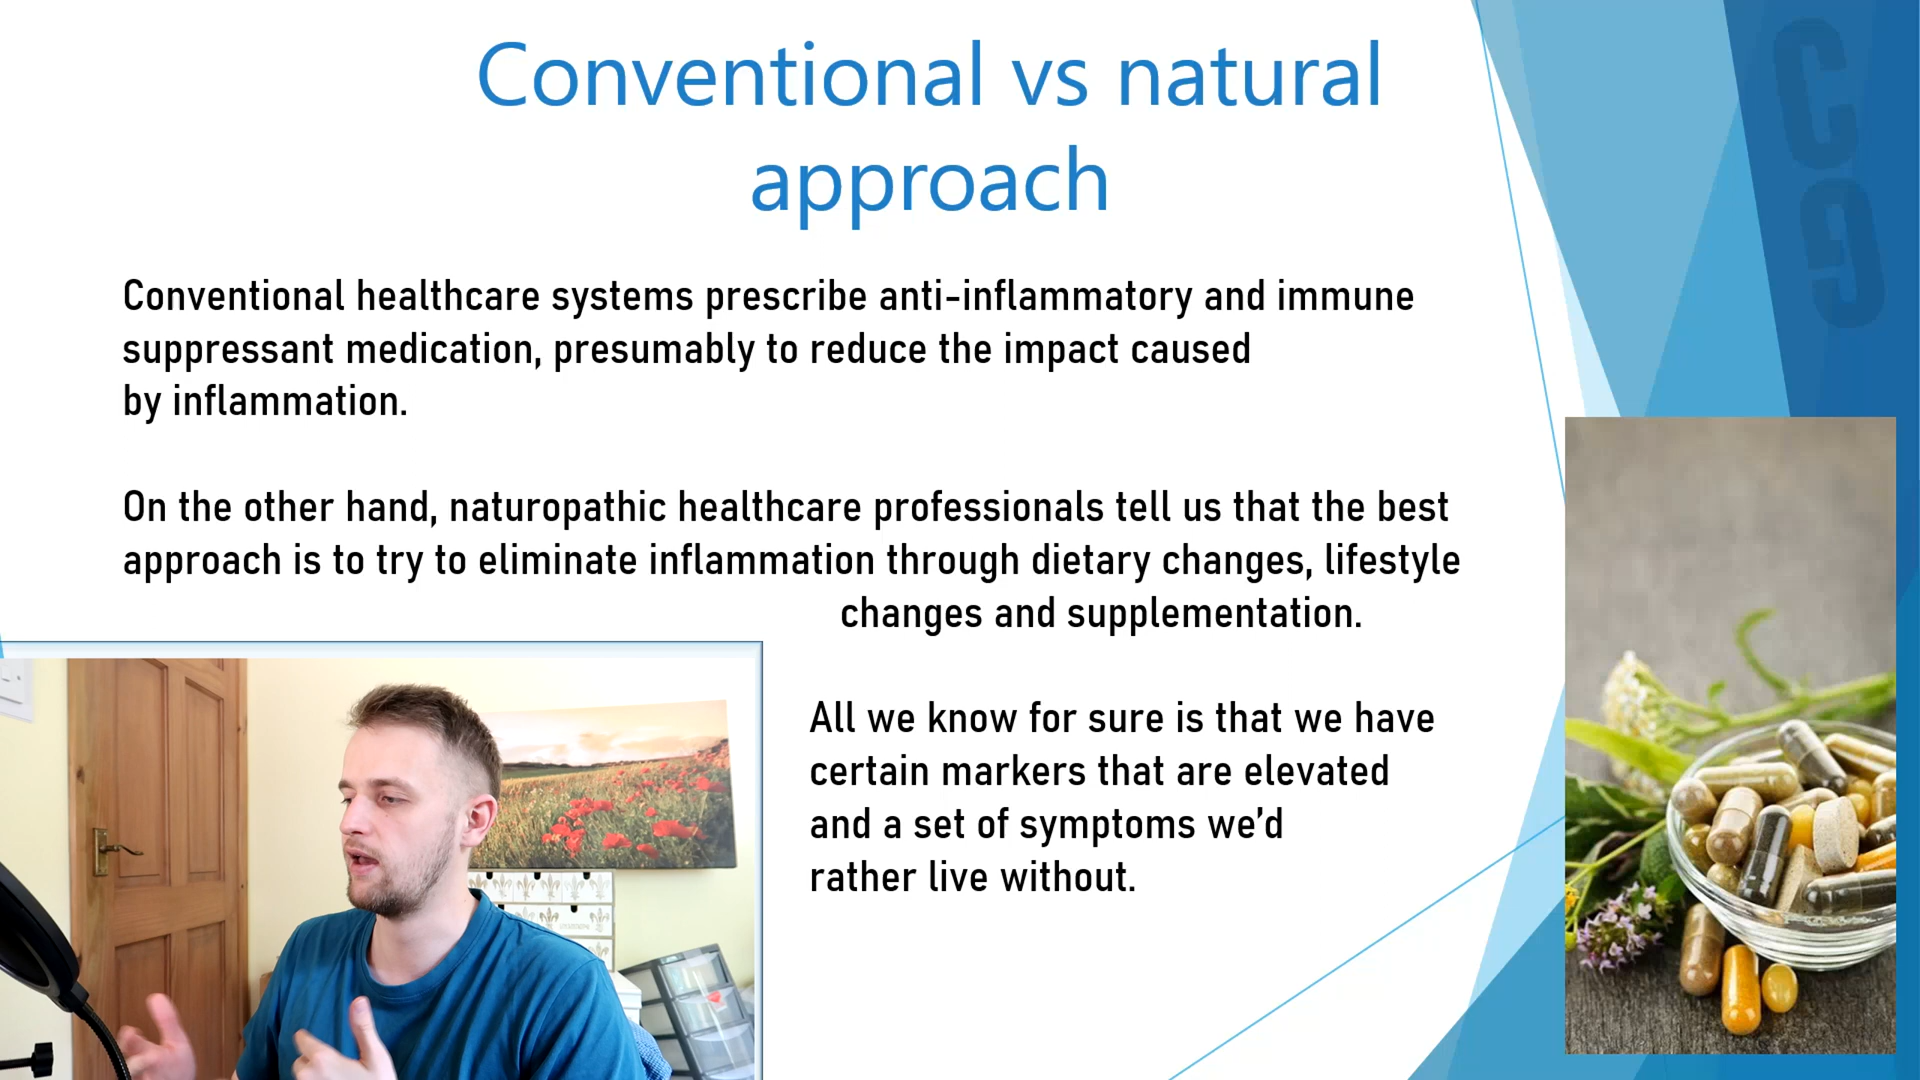 Conventional vs natural
approach
Conventional healthcare systems prescribe anti-inflammatory and immune
suppressant medication, presumably to reduce the impact caused
by inflammation.
On the other hand, naturopathic healthcare professionals tell us that the best
approach is to try to eliminate inflammation through dietary changes, lifestyle
changes and supplementation.
All we know for sure is that we have
certain markers that are elevated
and a set of symptoms we’d
rather live without.
CG